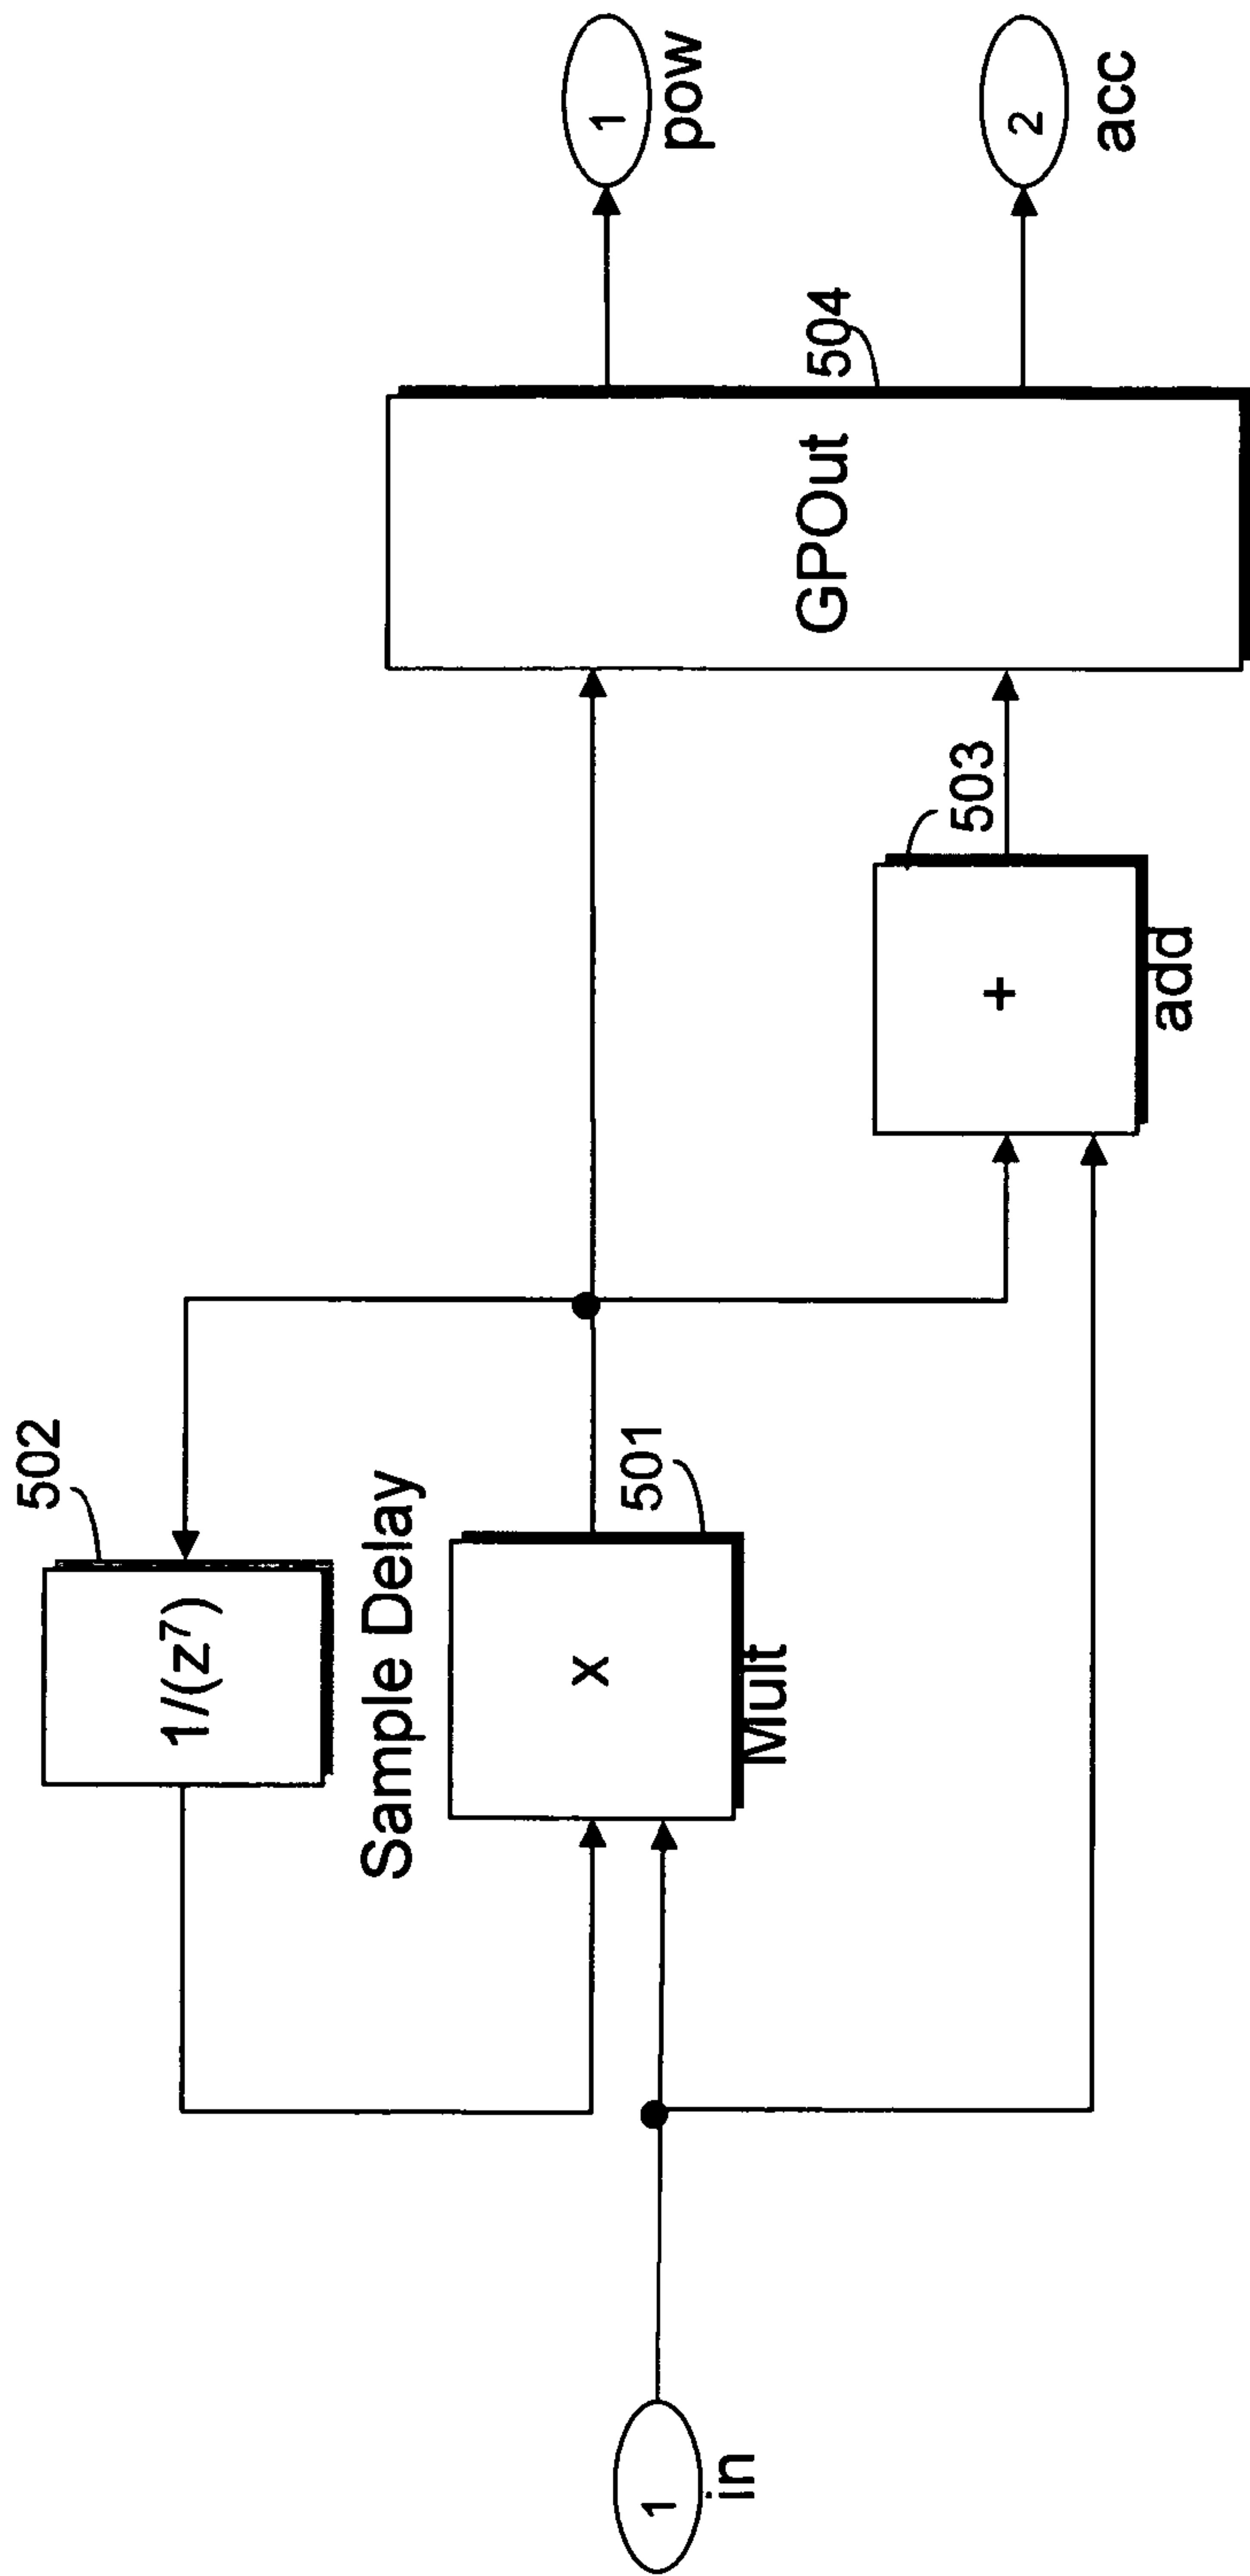 502
1/(z⁷)
Sample Delay
1
pow
501
X
Mult
504
GPOut
503
+
add
1
in
2
acc